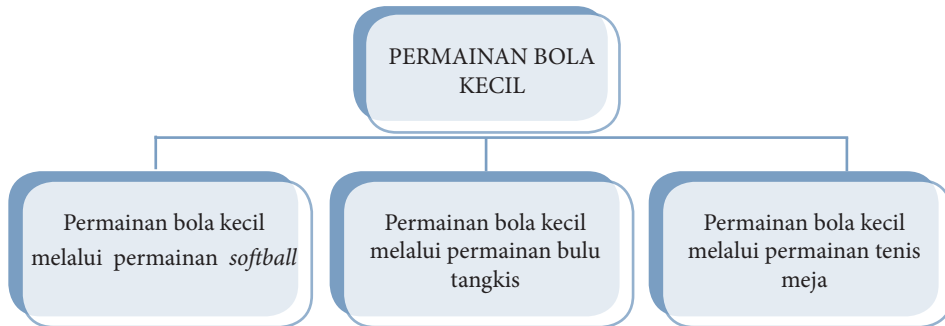 PERMAINAN BOLA
KECIL
Permainan bola kecil
melalui permainan softball
Permainan bola kecil
melalui permainan bulu
tangkis
Permainan bola kecil
melalui permainan tenis
meja